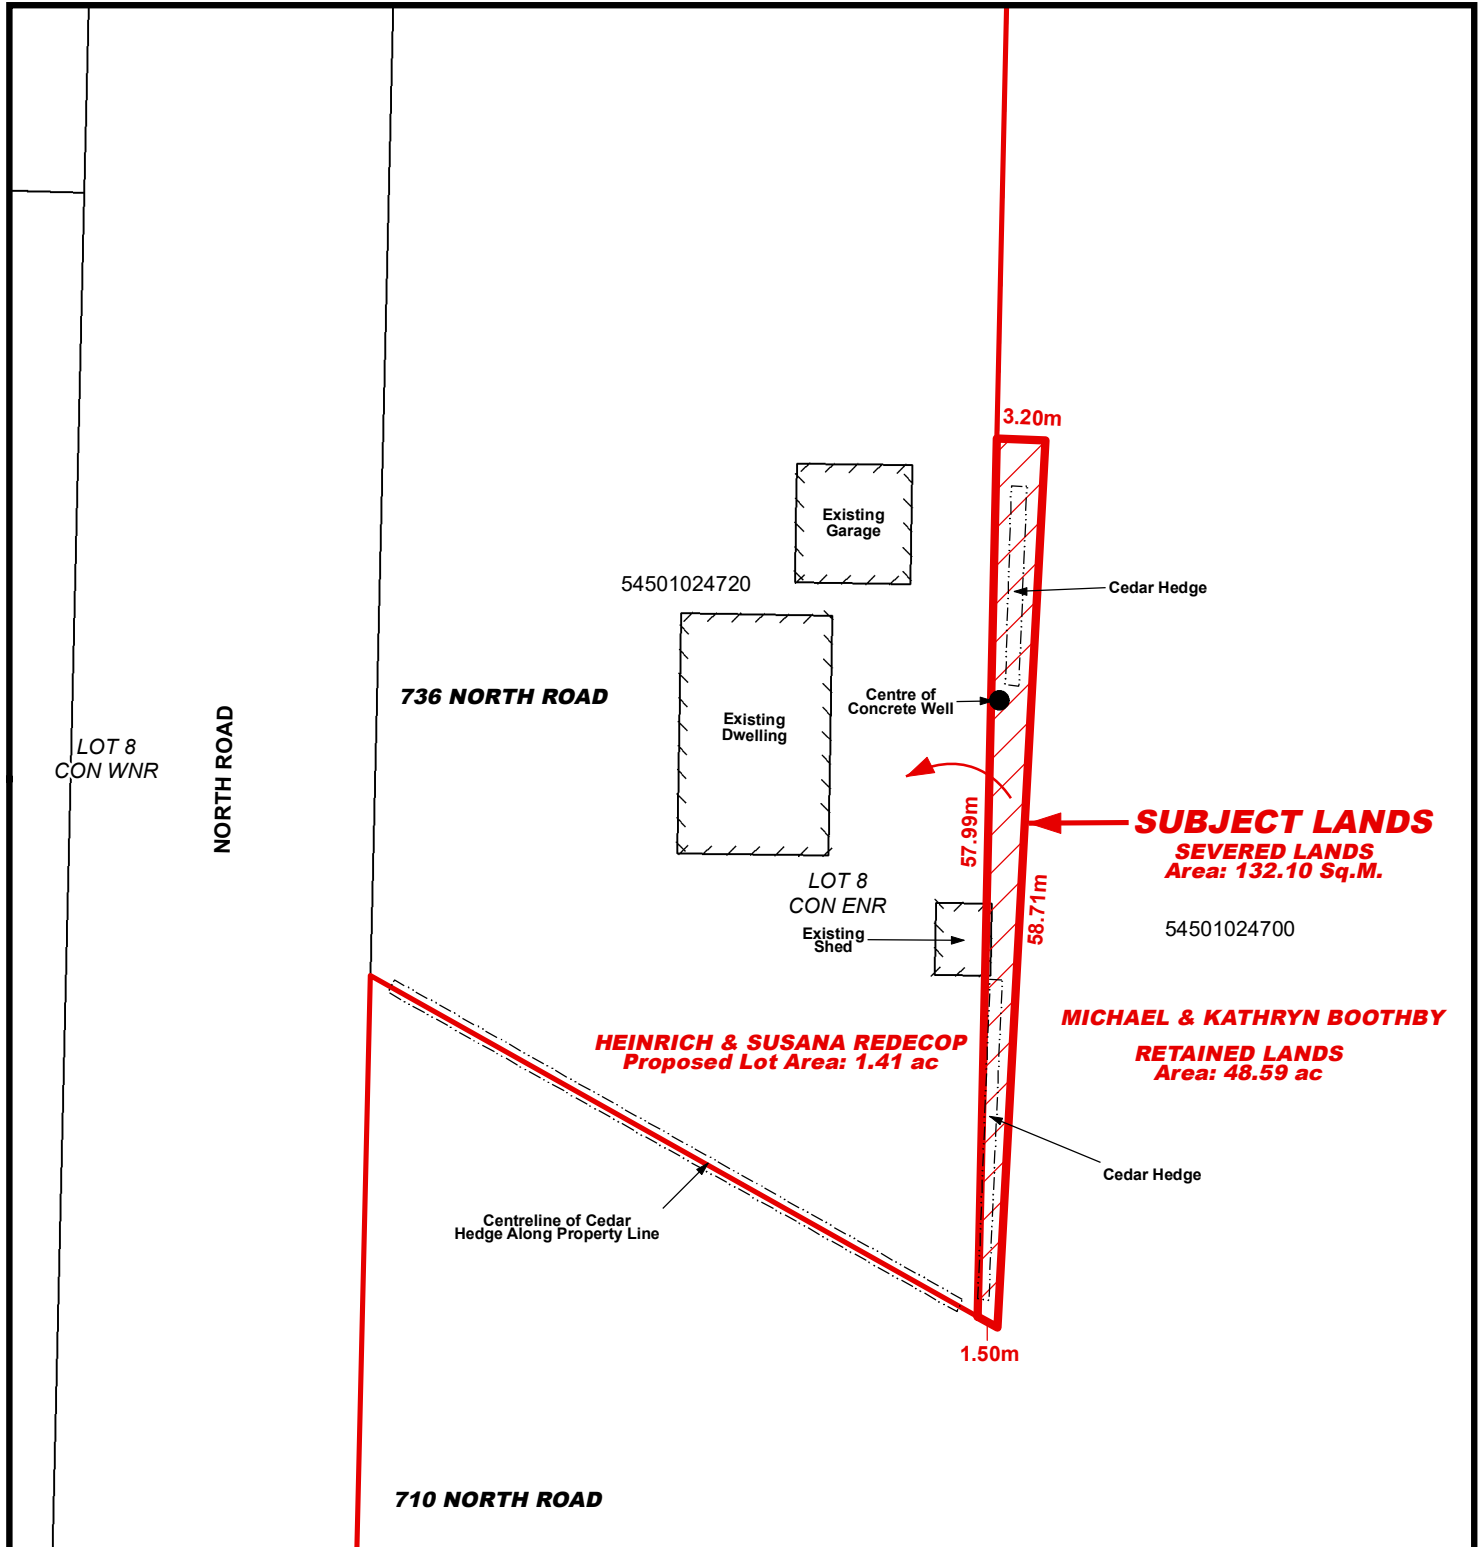 3.20m
Existing
Garage
54501024720
Cedar Hedge
736 NORTH ROAD
Centre of
Concrete Well
Existing
Dwelling
LOT 8
CON WNR
NORTH ROAD
57.99m
SUBJECT LANDS
SEVERED LANDS
Area: 132.10 Sq.M.
LOT 8
CON ENR
58.71m
54501024700
Existing
Shed
HEINRICH & SUSANA REDECOP
Proposed Lot Area: 1.41 ac
MICHAEL & KATHRYN BOOTHBY
RETAINED LANDS
Area: 48.59 ac
Cedar Hedge
Centreline of Cedar
Hedge Along Property Line
1.50m
710 NORTH ROAD